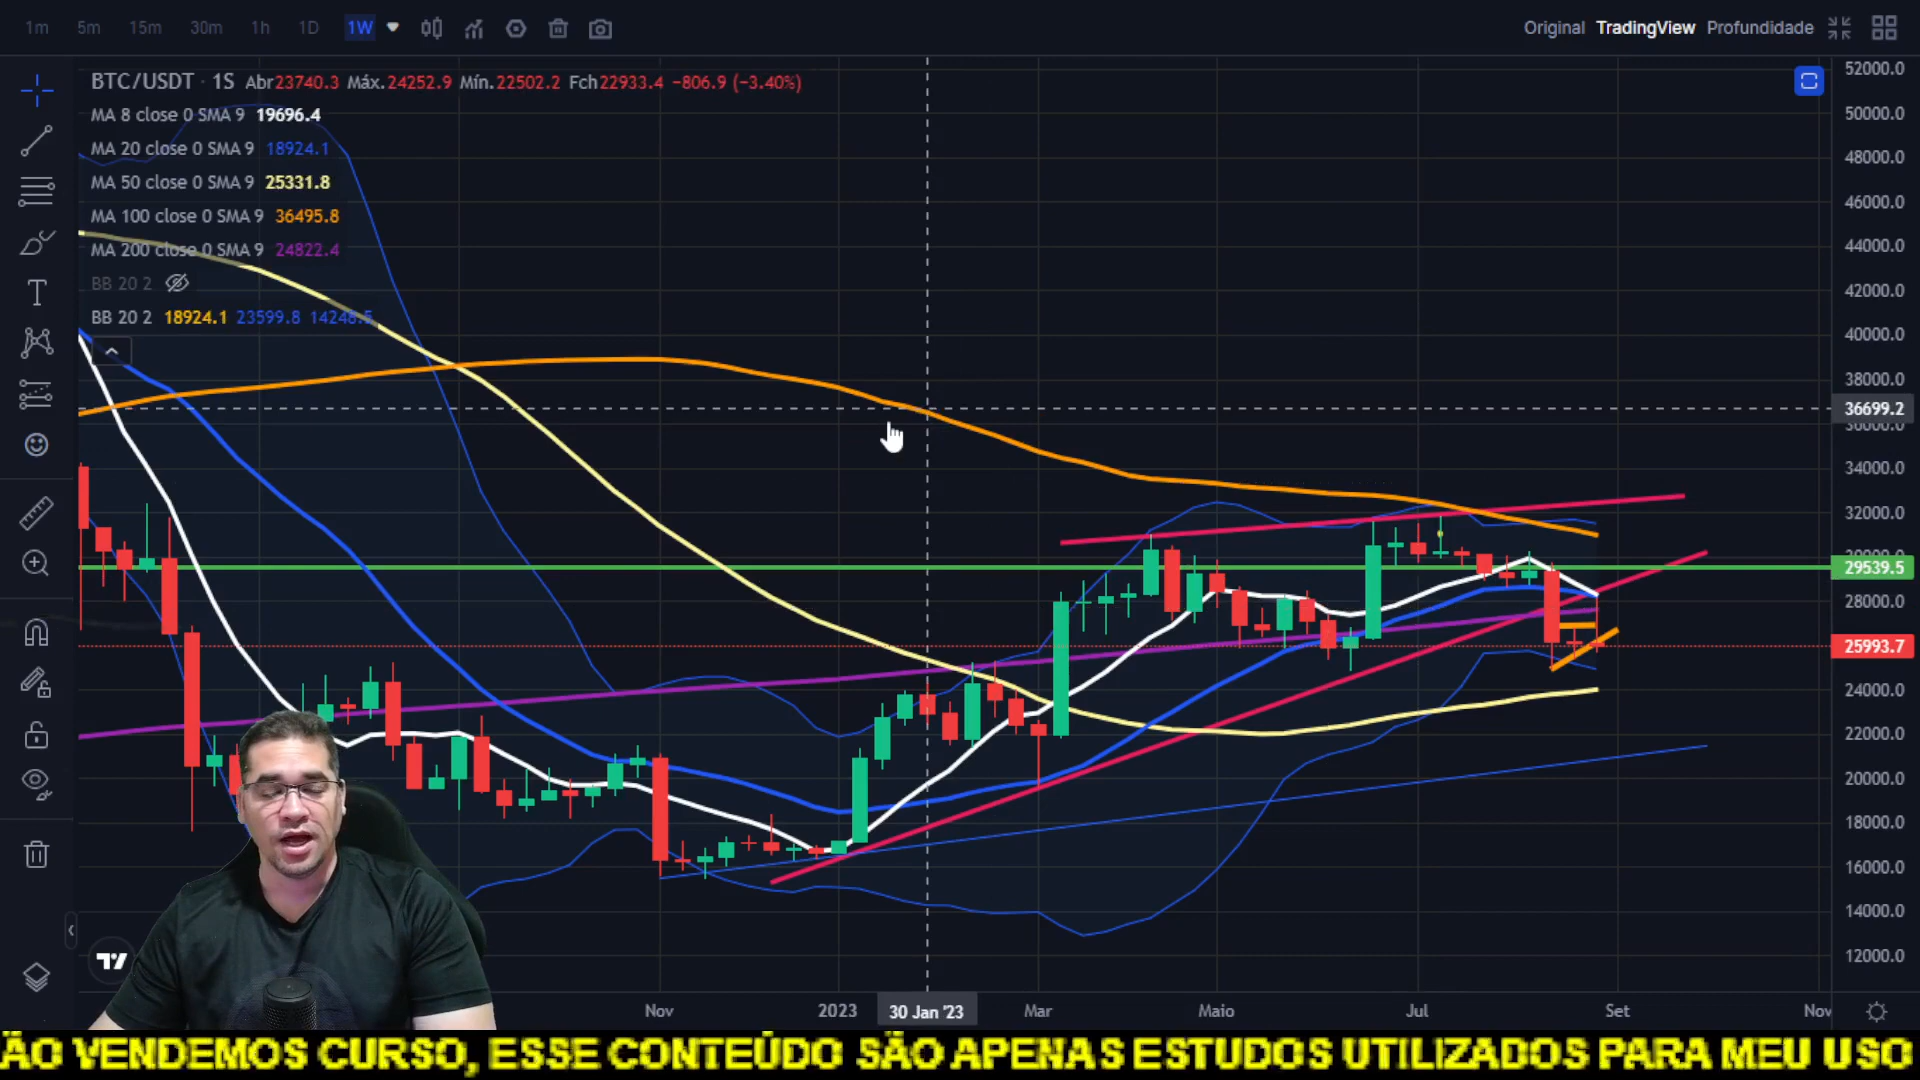 1m 5m 15m 30m 1h 1D 1W
Original TradingView Profundidade
BTC/USDT · 1S Abr23740.3 Máx.24252.9 Mín.22502.2 Fch22933.4 −806.9 (−3.40%)
MA 8 close 0 SMA 9 19696.4
MA 20 close 0 SMA 9 18924.1
MA 50 close 0 SMA 9 25331.8
MA 100 close 0 SMA 9 36495.8
MA 200 close 0 SMA 9 24822.4
BB 20 2
BB 20 2 18924.1 23599.8 14248.5
52000.0
50000.0
48000.0
46000.0
44000.0
42000.0
40000.0
38000.0
36699.2
36000.0
34000.0
32000.0
30000.0
29539.5
28000.0
25993.7
24000.0
22000.0
20000.0
18000.0
16000.0
14000.0
12000.0
Nov 2023 30 Jan '23 Mar Maio Jul Set Nov
ÃO VENDEMOS CURSO, ESSE CONTEÚDO SÃO APENAS ESTUDOS UTILIZADOS PARA MEU USO